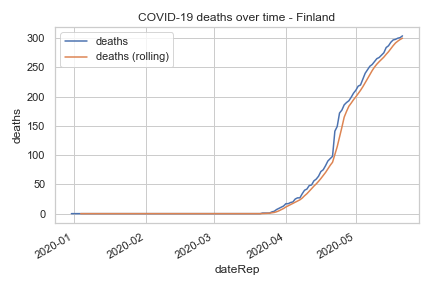 COVID-19 deaths over time - Finland
deaths
deaths (rolling)
300
250
200
150
100
50
0
deaths
2020-01
2020-02
2020-03
2020-04
2020-05
dateRep